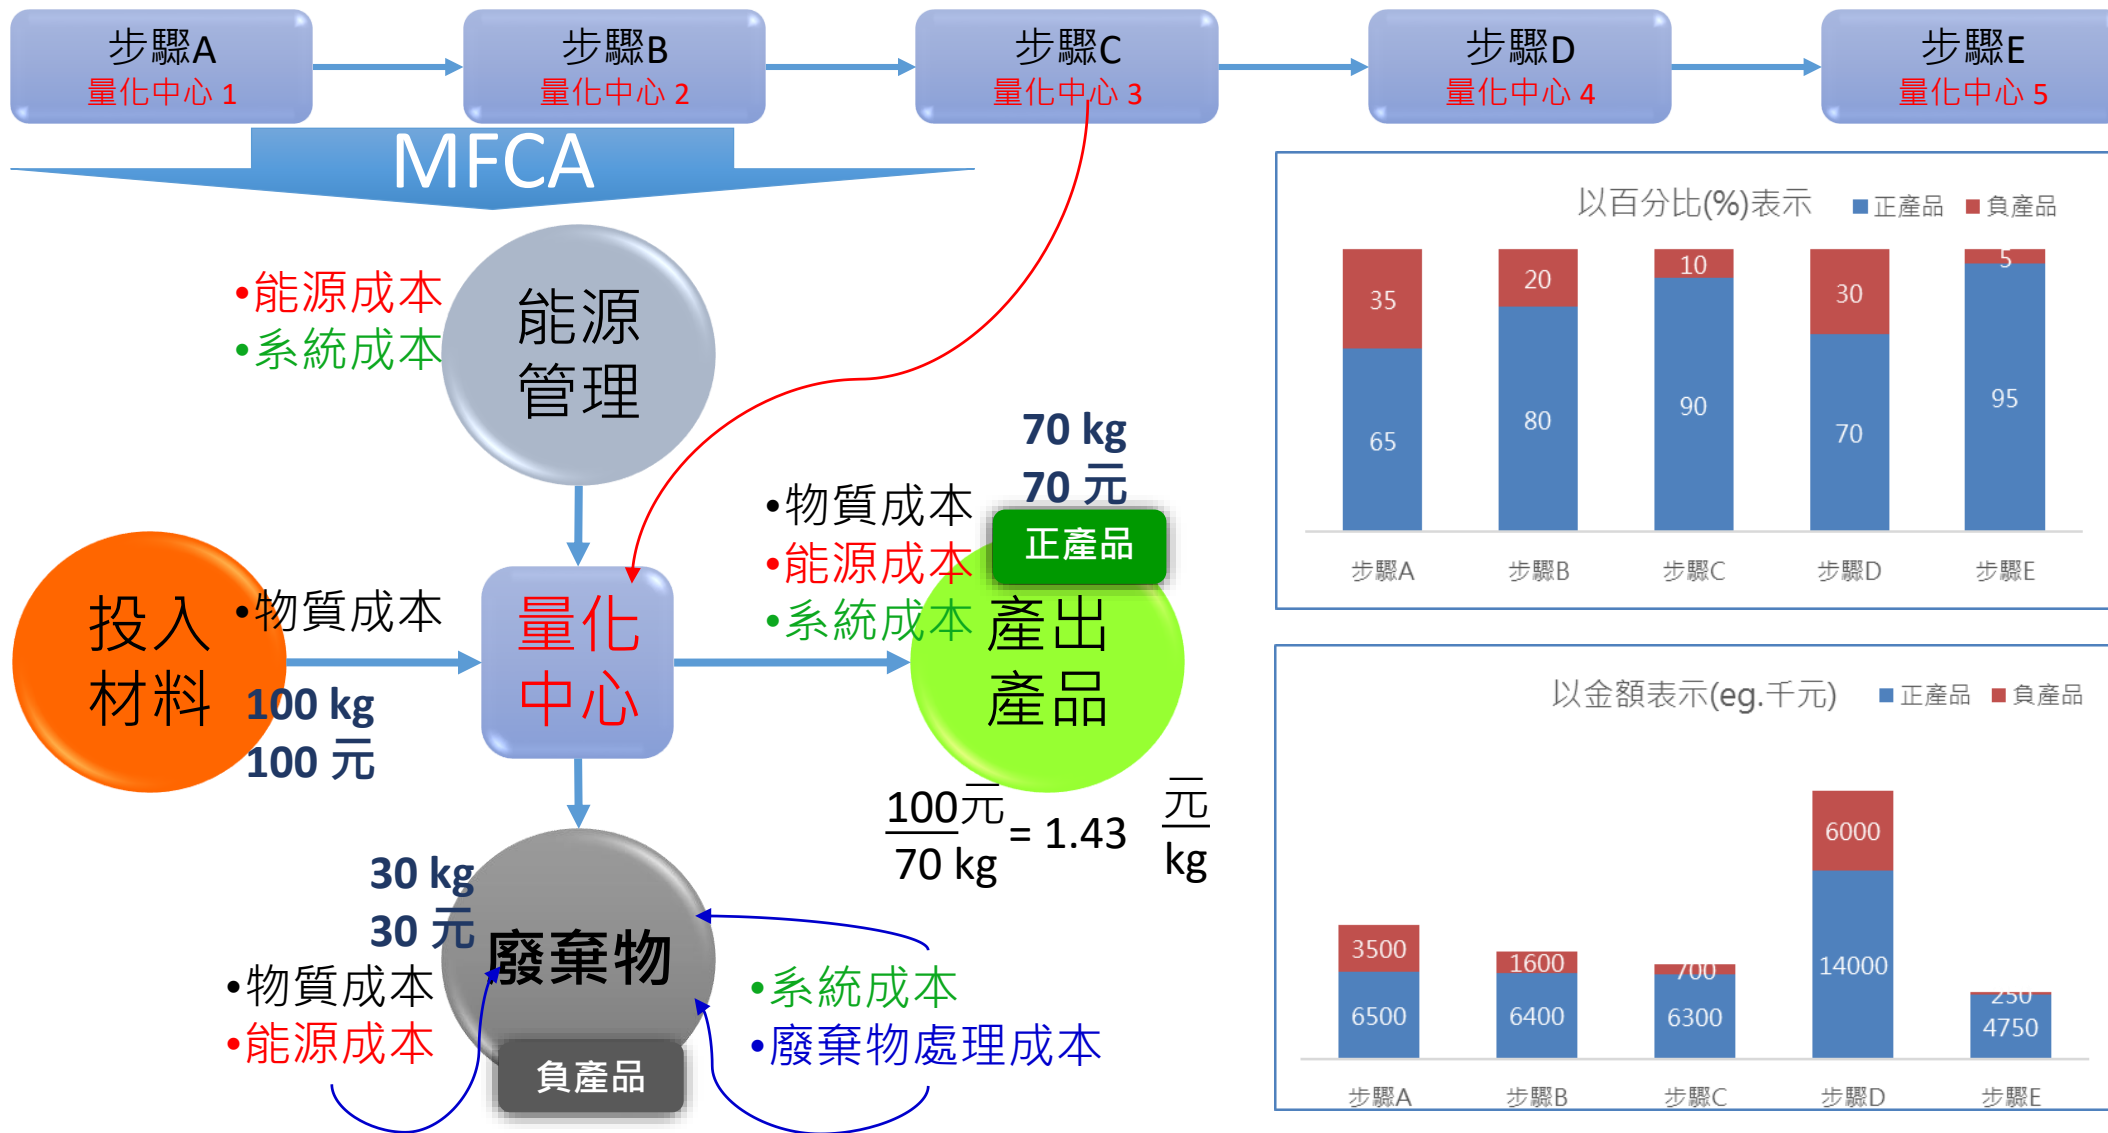 步驟A
量化中心 1
步驟B
量化中心 2
步驟C
量化中心 3
步驟D
量化中心 4
步驟E
量化中心 5
MFCA
•能源成本
•系統成本
能源
管理
投入
材料
•物質成本
100 kg
100 元
量化
中心
•物質成本
•能源成本
•系統成本
70 kg
70 元
正產品
產出
產品
100元
70 kg
= 1.43
元
kg
30 kg
30 元
廢棄物
•物質成本
•能源成本
負產品
•系統成本
•廢棄物處理成本
以百分比(%)表示
正產品
負產品
35
20
10
30
5
65
80
90
70
95
步驟A
步驟B
步驟C
步驟D
步驟E
以金額表示(eg.千元)
正產品
負產品
3500
1600
700
6000
250
6500
6400
6300
14000
4750
步驟A
步驟B
步驟C
步驟D
步驟E